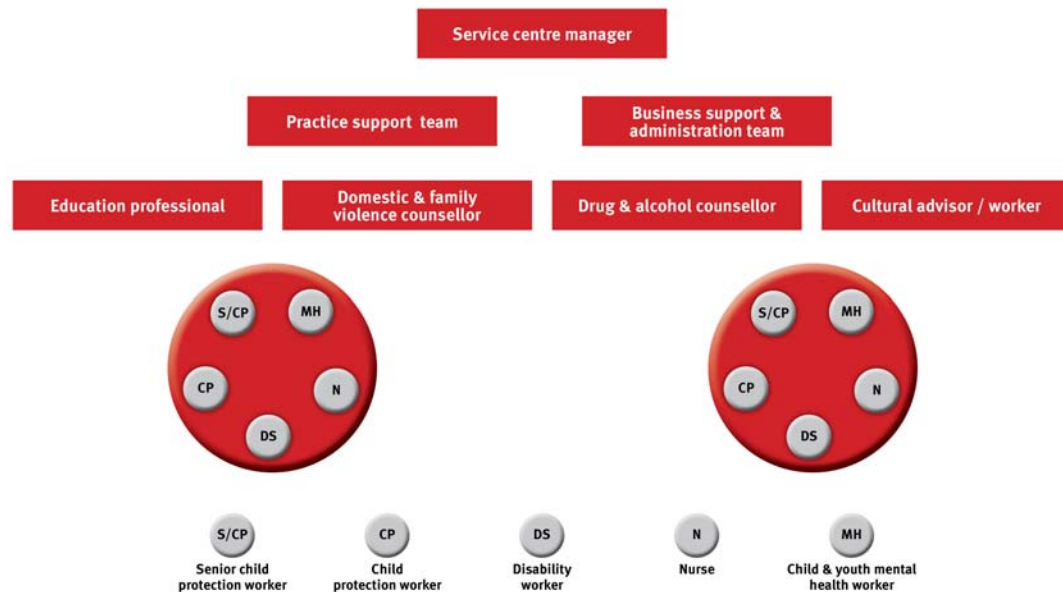 Service centre manager
Practice support team
Business support &
administration team
Education professional
Domestic & family
violence counsellor
Drug & alcohol counsellor
Cultural advisor / worker
S/CP
MH
CP
N
DS
S/CP
MH
CP
N
DS
S/CP
CP
DS
N
MH
Senior child
protection worker
Child
protection worker
Disability
worker
Nurse
Child & youth mental
health worker